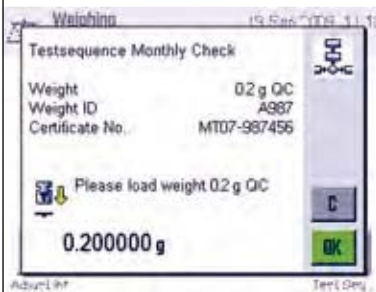 Weighing
Testsequence Monthly Check
Weight 0.2 g QC
Weight ID A987
Certificate No. MT07-987456
Please load weight 0.2 g QC
C
0.200000 g
OK